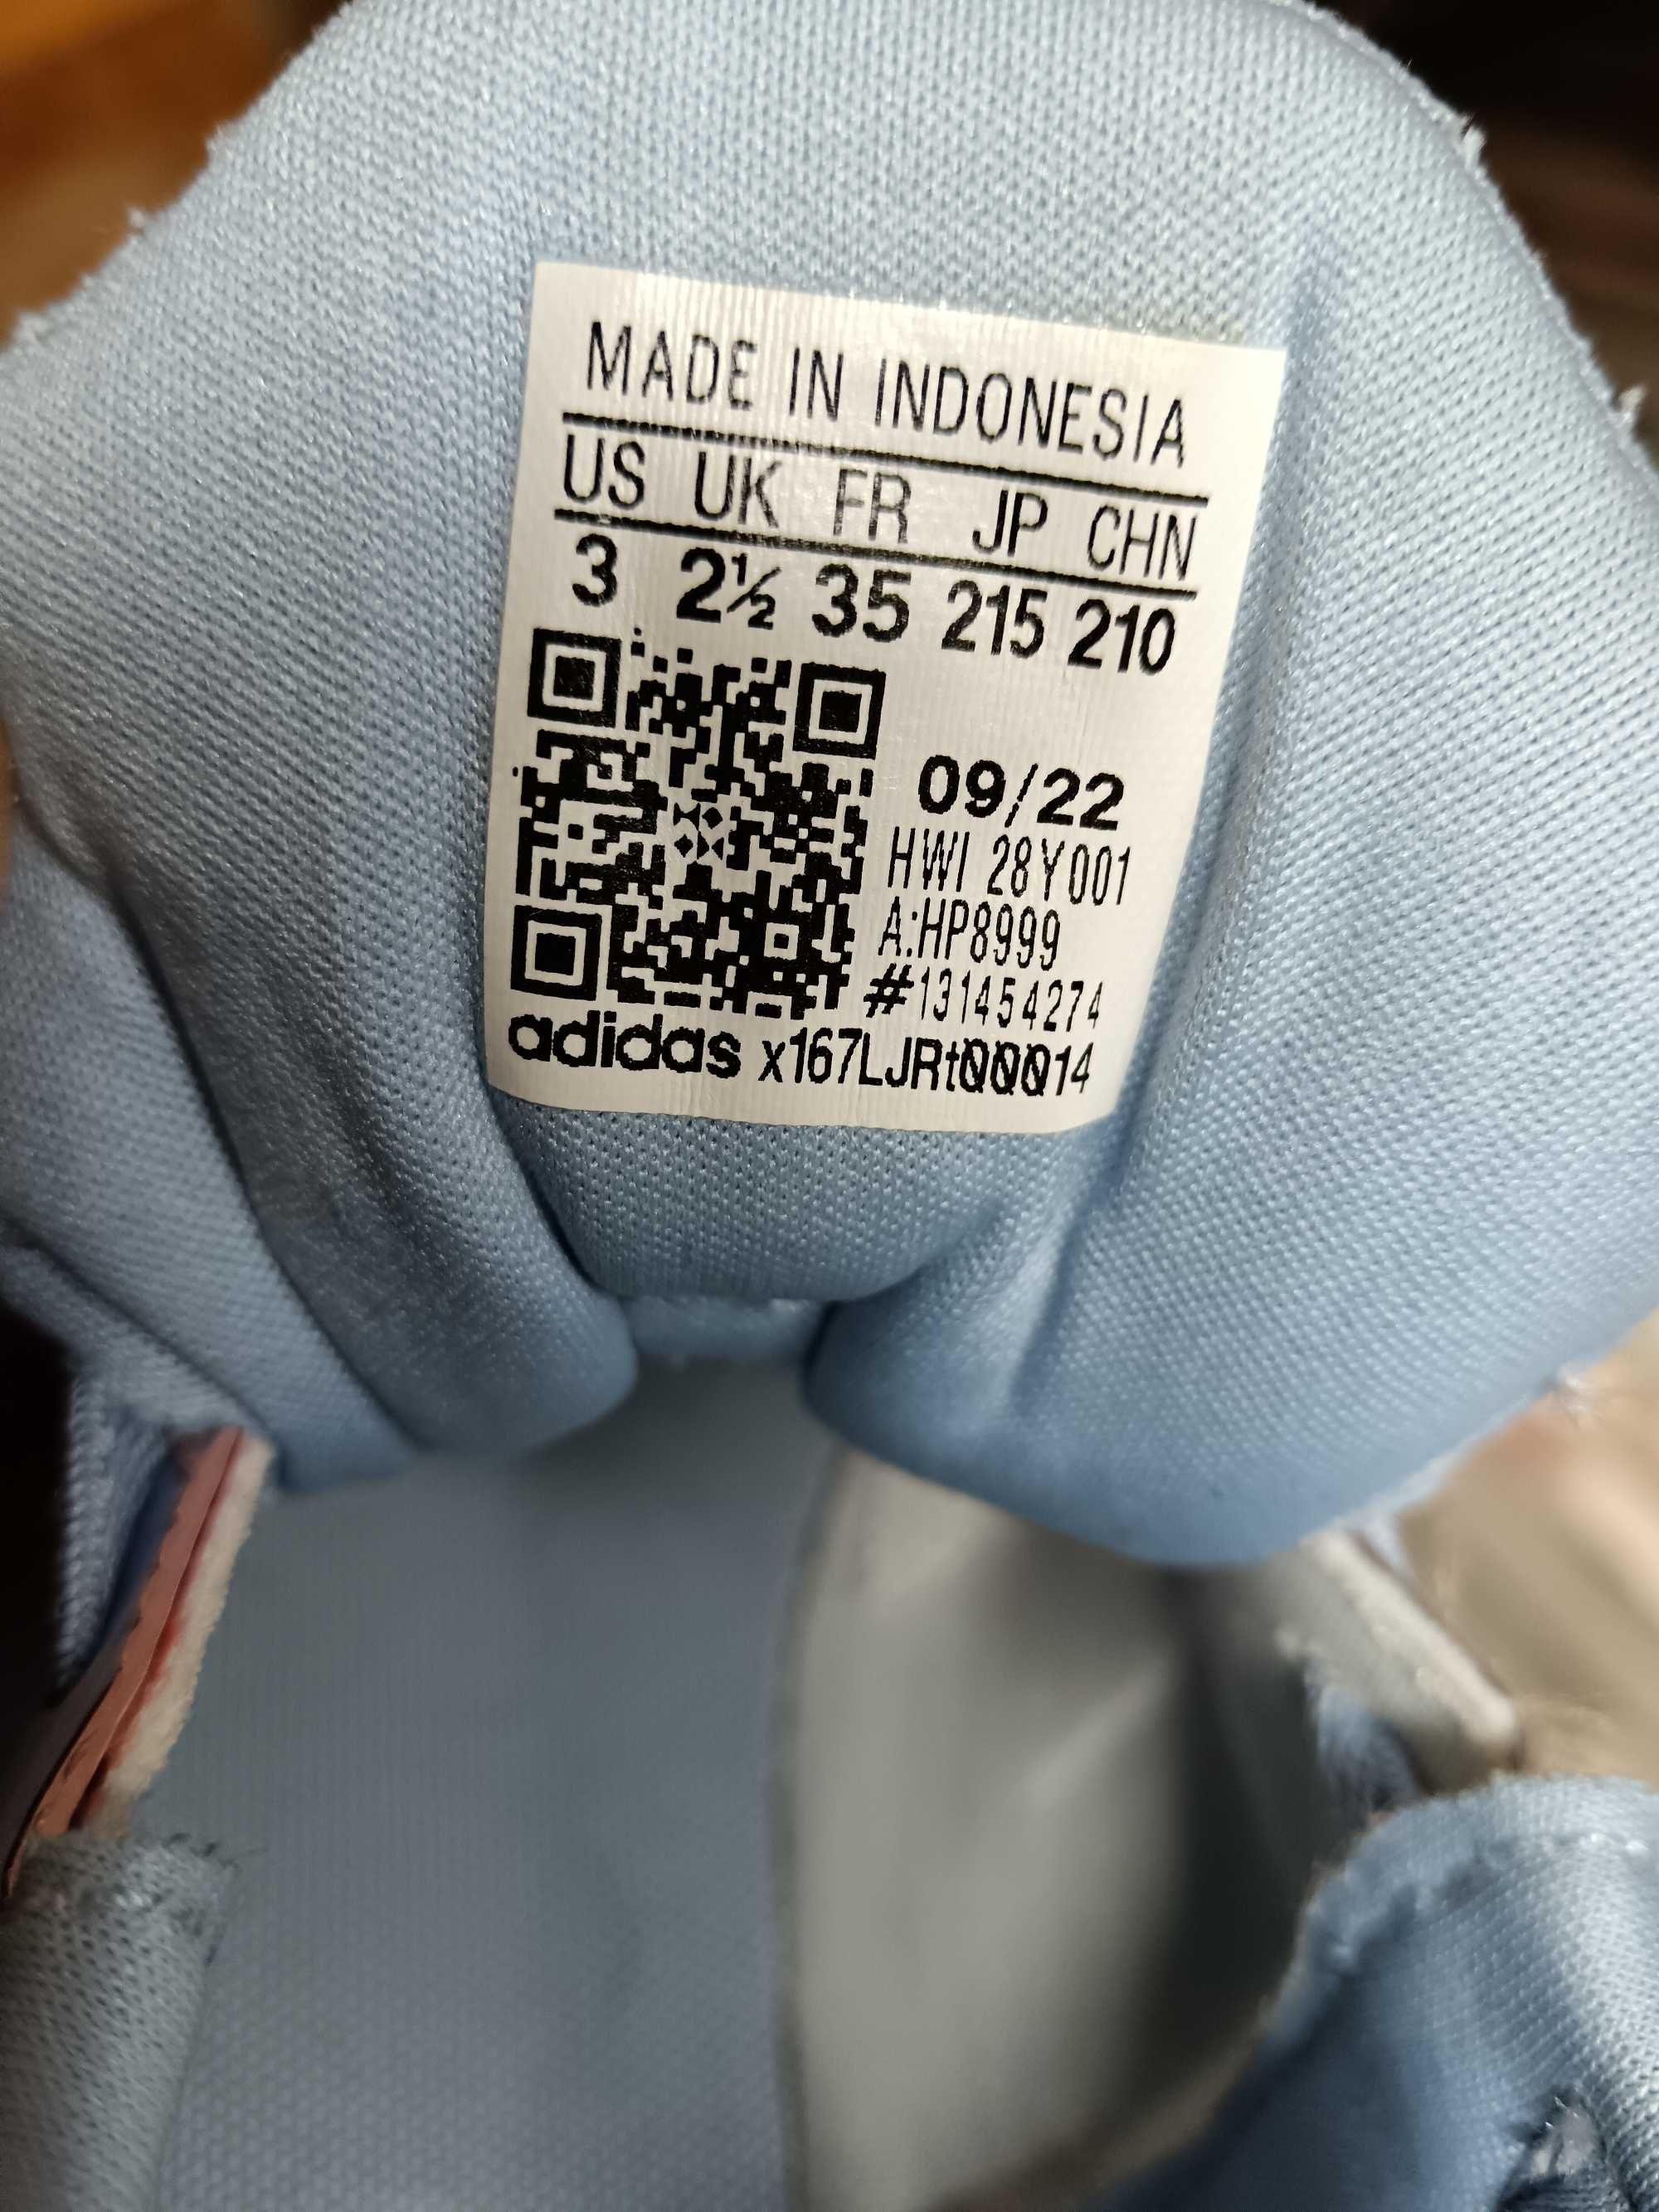 MADE IN INDONESIA
US UK FR JP CHN
3 2½ 35 215 210
09/22
HWI 28Y001
A:HP8999
#131454274
adidas x167LJRt00014